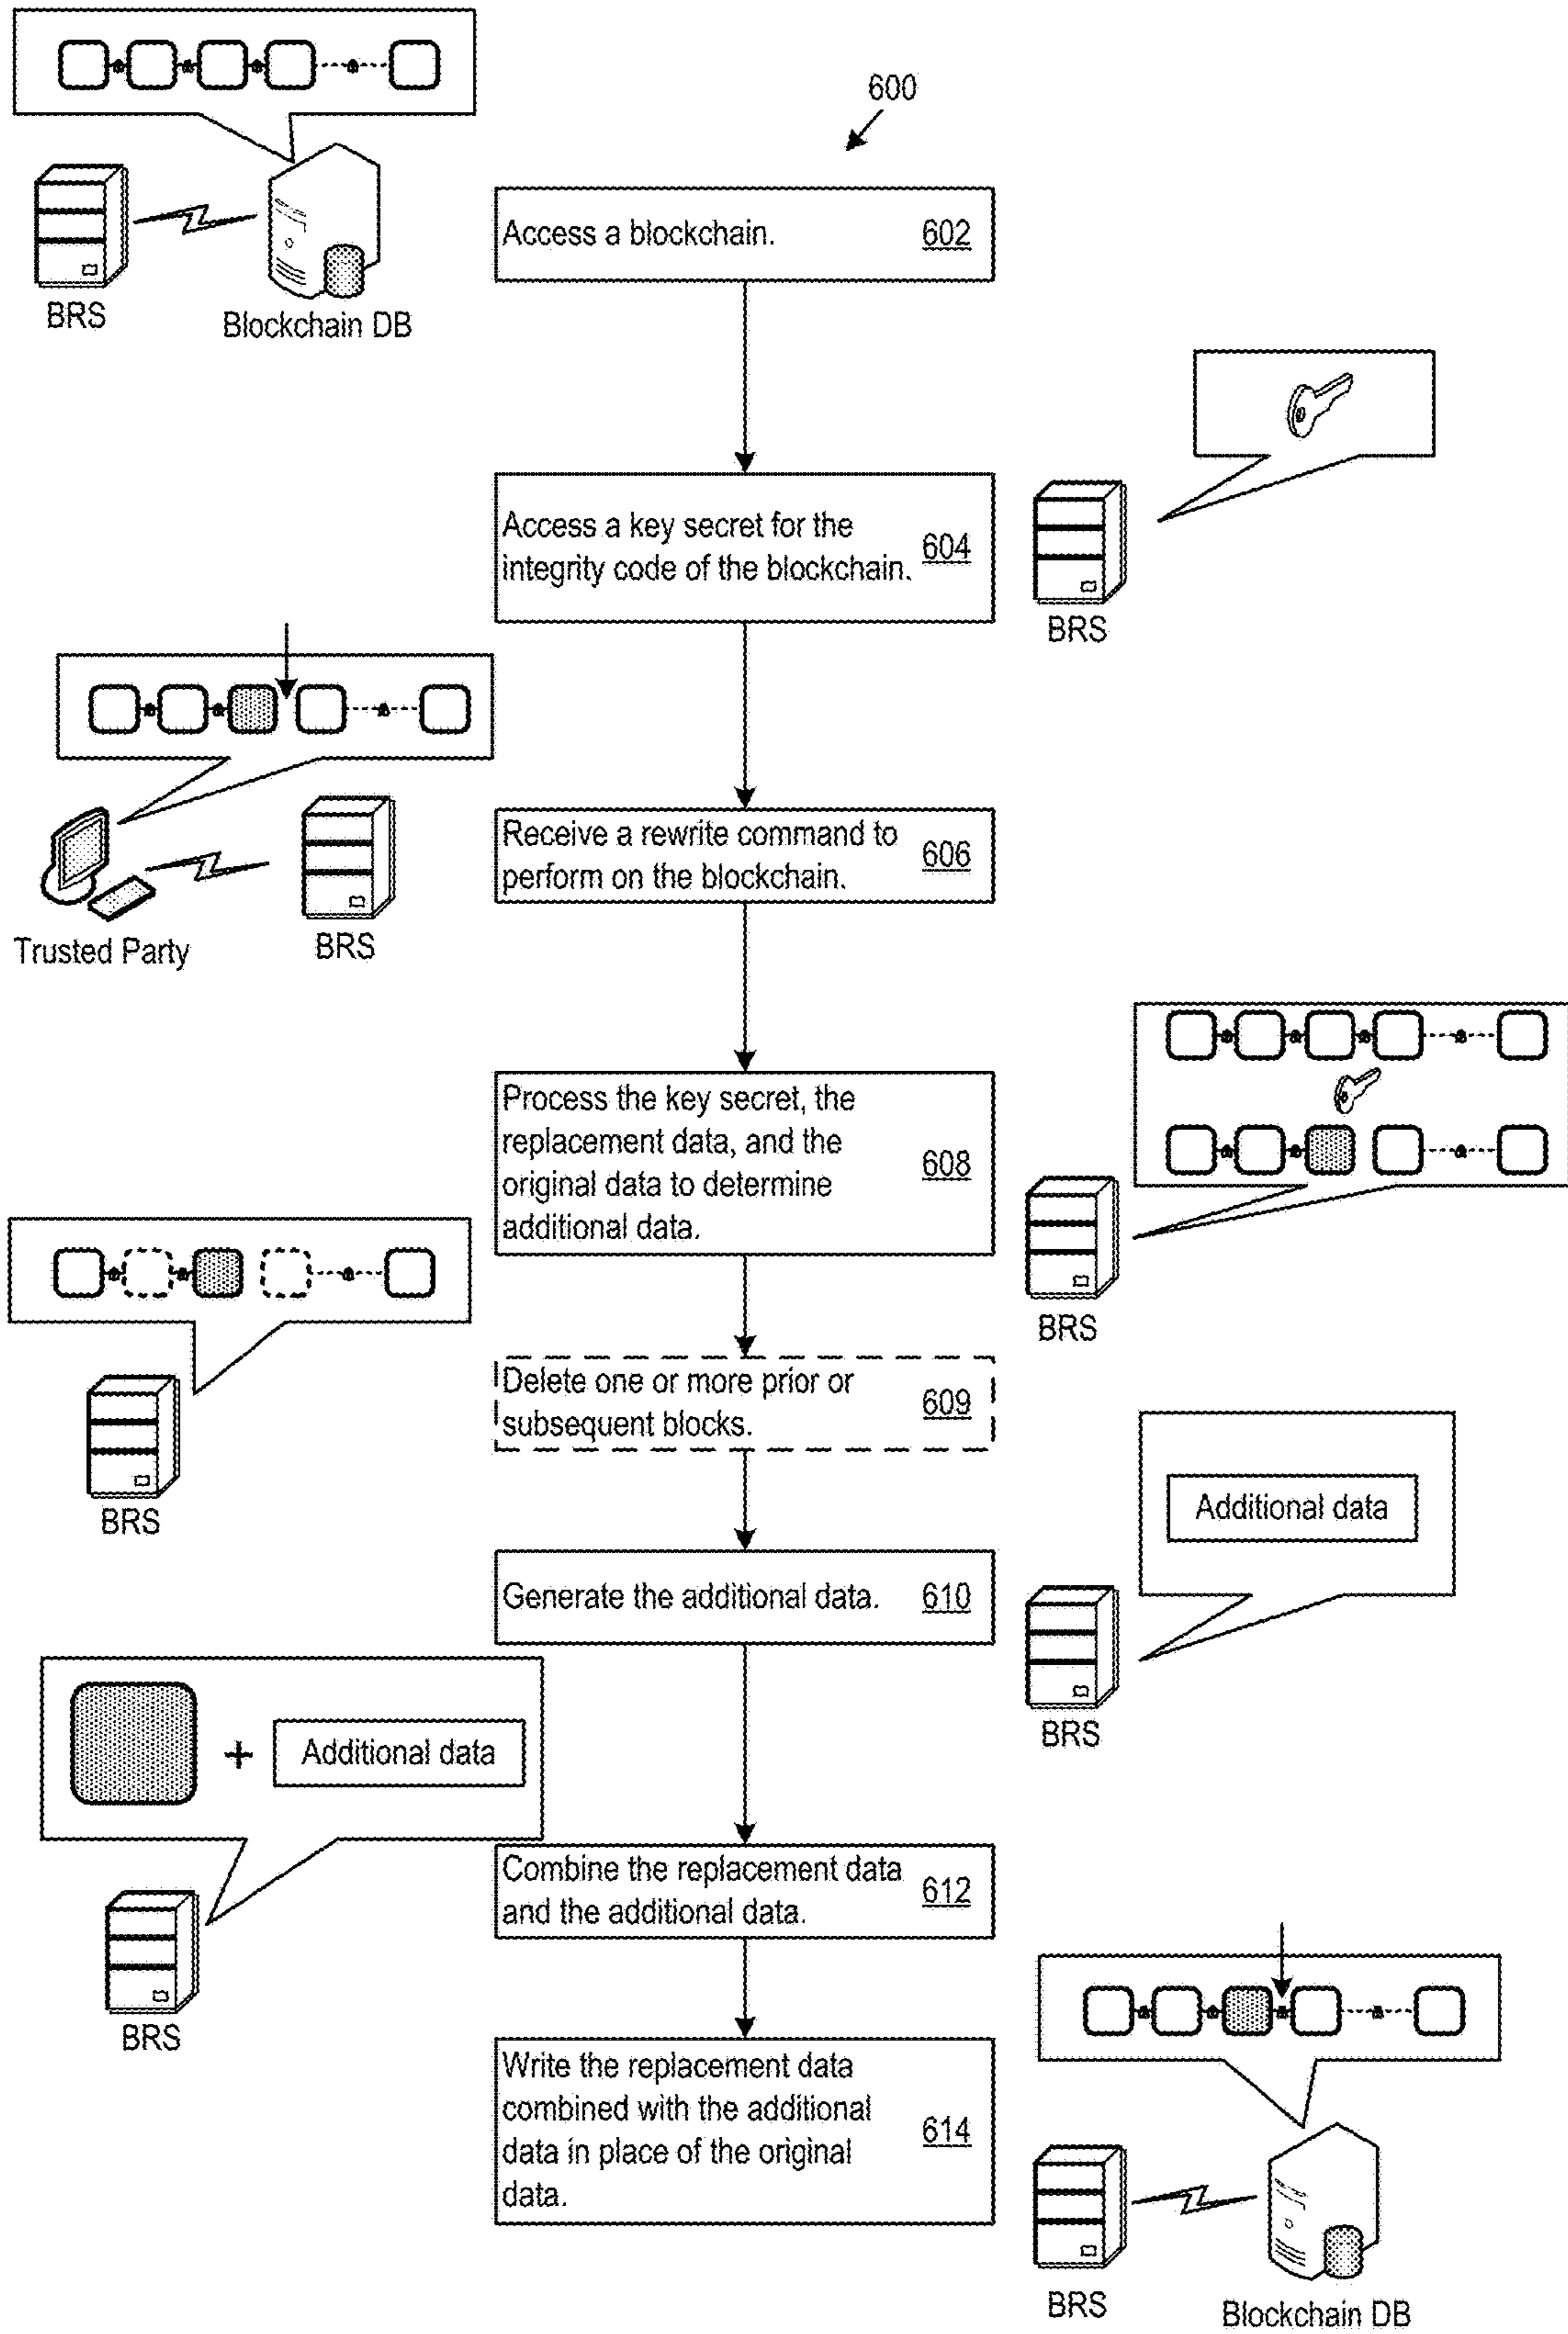 600
Access a blockchain. 602
BRS
Blockchain DB
Access a key secret for the
integrity code of the blockchain. 604
BRS
Receive a rewrite command to
perform on the blockchain. 606
Trusted Party
BRS
Process the key secret, the
replacement data, and the
original data to determine
additional data. 608
BRS
Delete one or more prior or
subsequent blocks. 609
BRS
Additional data
Generate the additional data. 610
BRS
+ Additional data
Combine the replacement data
and the additional data. 612
BRS
Write the replacement data
combined with the additional
data in place of the original
data. 614
BRS
Blockchain DB